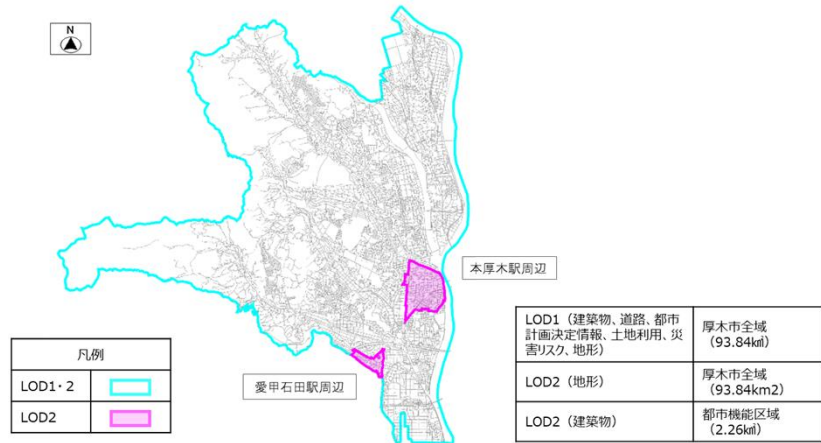 N
本厚木駅周辺
愛甲石田駅周辺
凡例
LOD1・2
LOD2
LOD1（建築物、道路、都市
計画決定情報、土地利用、災
害リスク、地形）
厚木市全域
（93.84㎢）
LOD2（地形）
厚木市全域
（93.84km2）
LOD2（建築物）
都市機能区域
（2.26㎢）